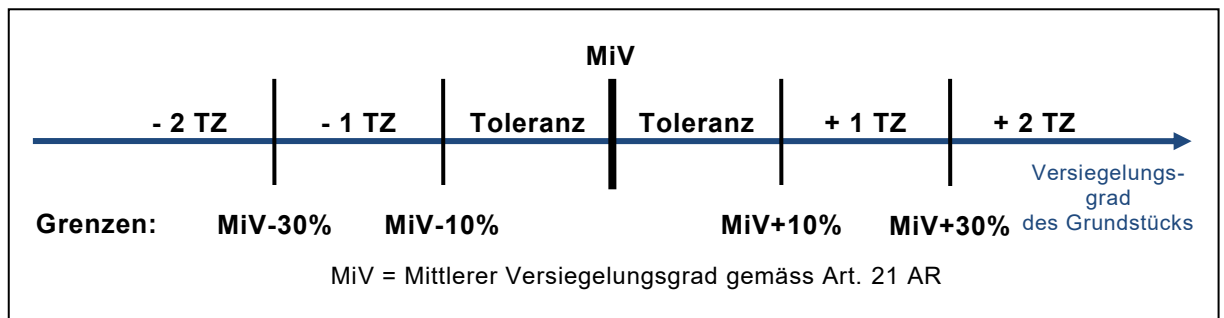 MiV
- 2 TZ - 1 TZ Toleranz Toleranz + 1 TZ + 2 TZ
Versiegelungs-
grad
des Grundstücks
Grenzen: MiV-30% MiV-10% MiV+10% MiV+30%
MiV = Mittlerer Versiegelungsgrad gemäss Art. 21 AR